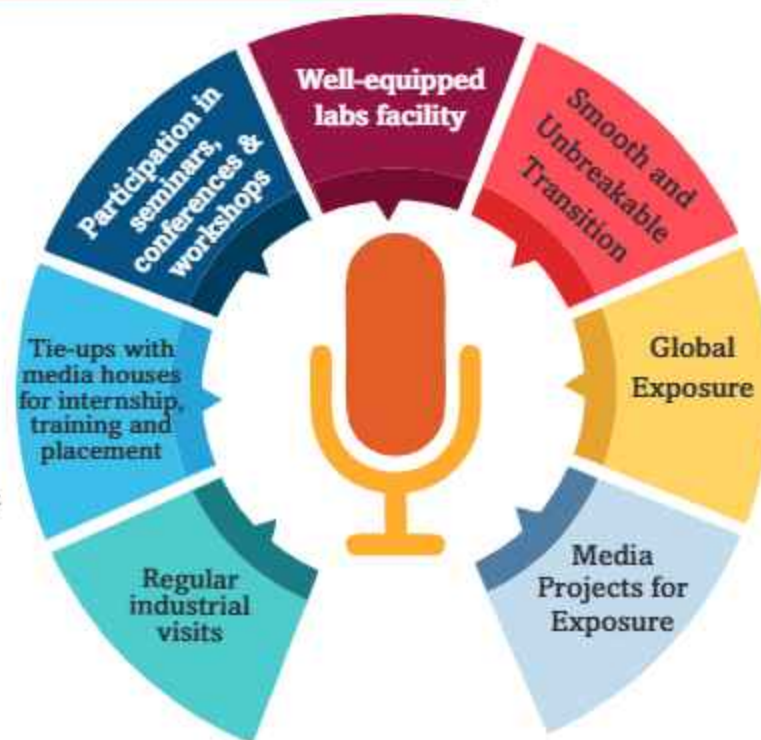 Well-equipped
labs facility
Smooth and
Unbreakable
Transition
Global
Exposure
Media
Projects for
Exposure
Regular
industrial
visits
Tie-ups with
media houses
for internship,
training and
placement
Participation in
seminars,
conferences &
workshops